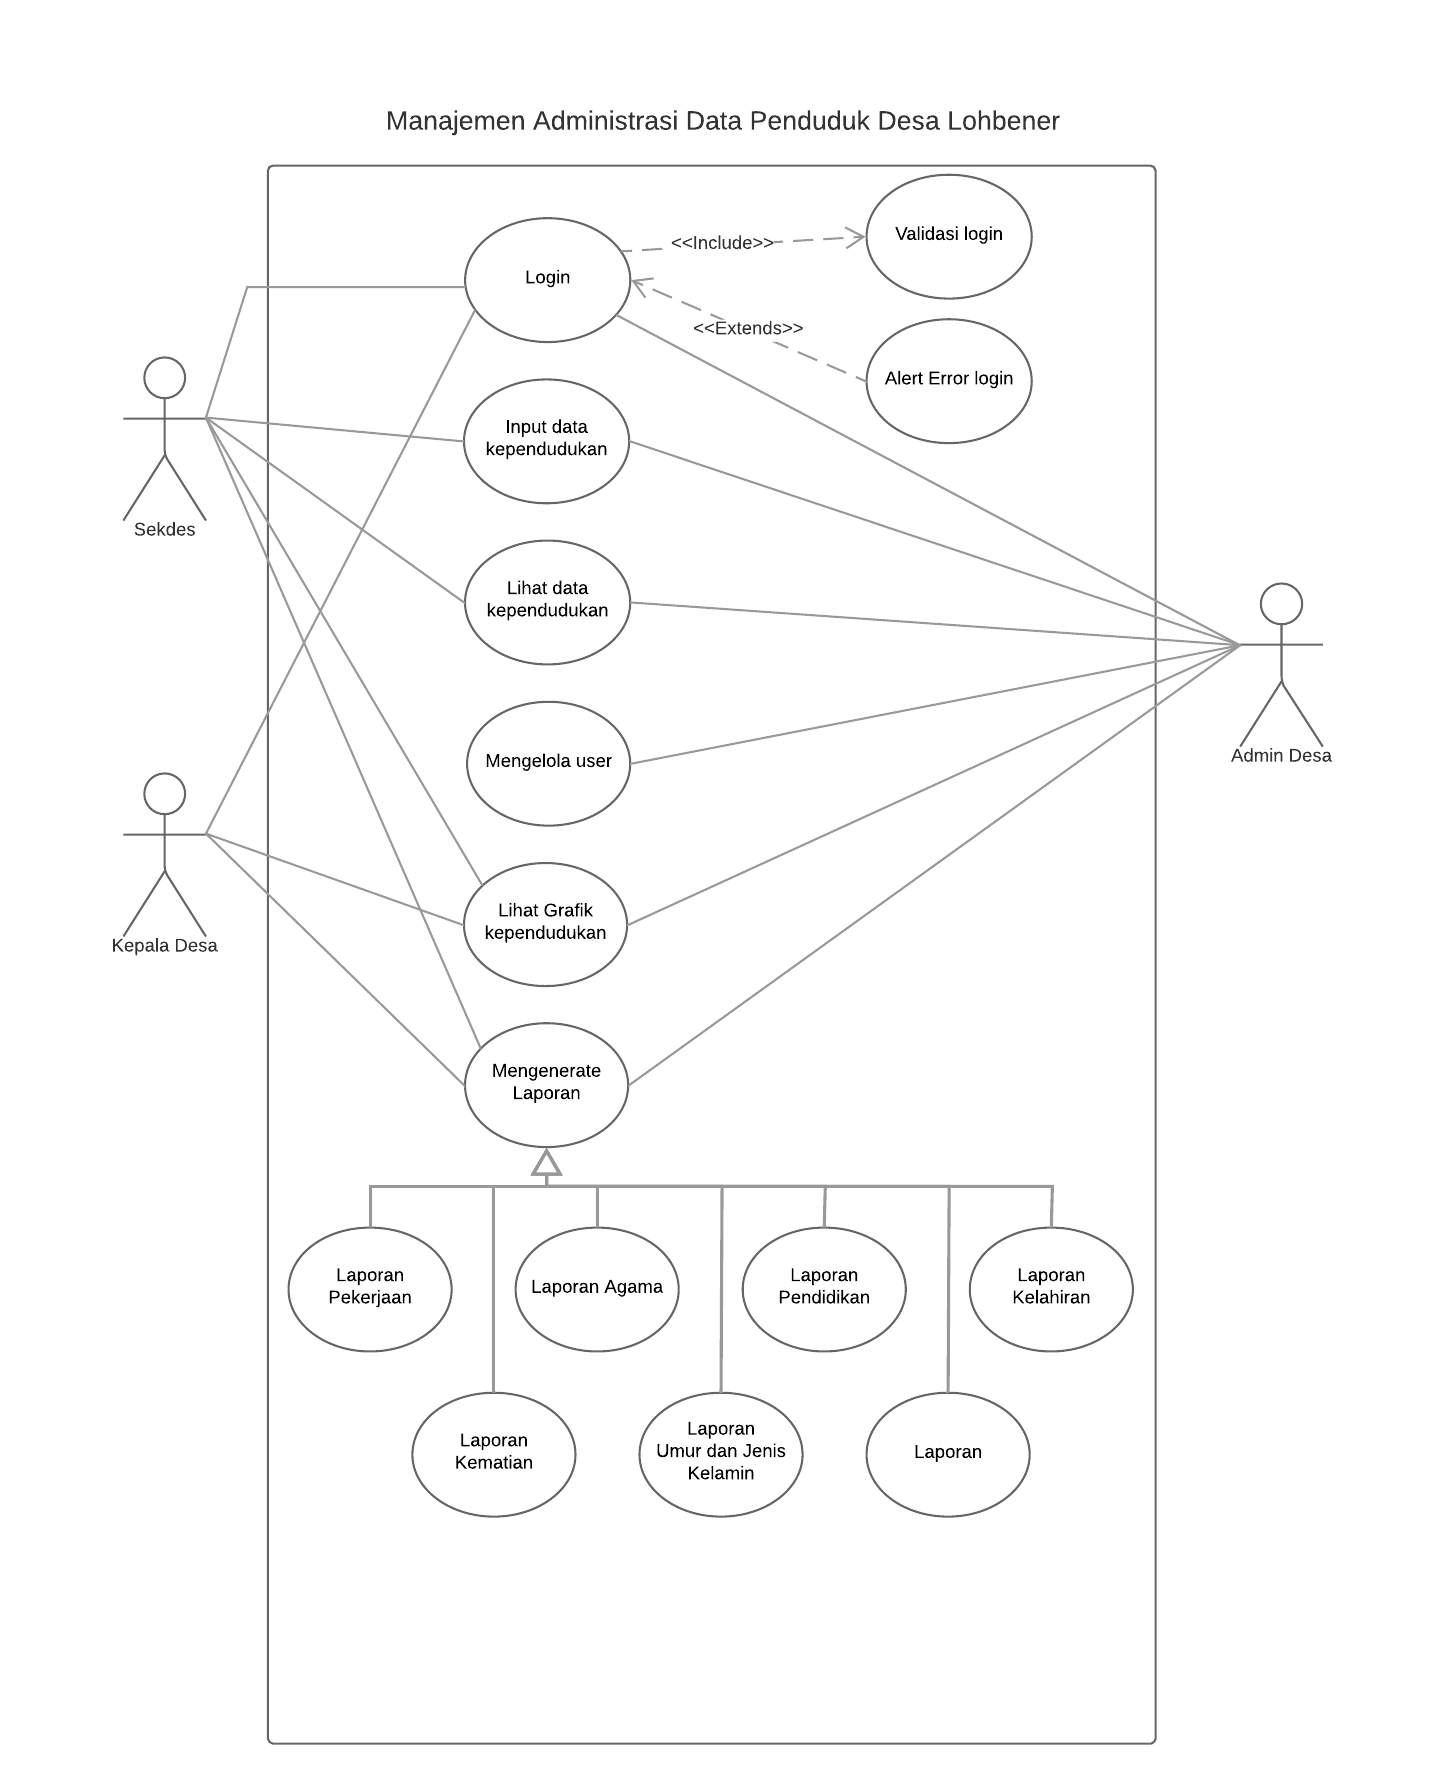 Manajemen Administrasi Data Penduduk Desa Lohbener
Validasi login
<<Include>>
Login
<<Extends>>
Alert Error login
Input data
kependudukan
Sekdes
Lihat data
kependudukan
Admin Desa
Mengelola user
Kepala Desa
Lihat Grafik
kependudukan
Mengenerate
Laporan
Laporan
Pekerjaan
Laporan Agama
Laporan
Pendidikan
Laporan
Kelahiran
Laporan
Kematian
Laporan
Umur dan Jenis
Kelamin
Laporan